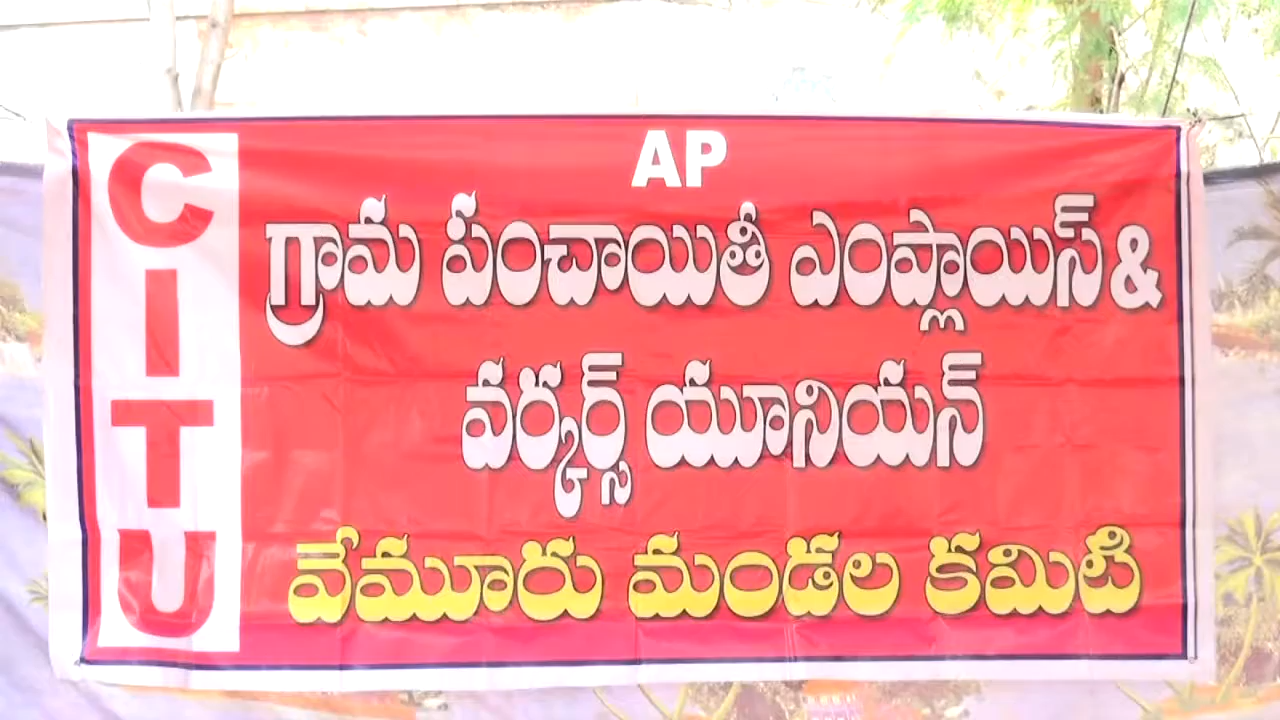 CITU
AP
గ్రామ పంచాయితీ ఎంప్లాయిస్ &
వర్కర్స్ యూనియన్
వేమూరు మండల కమిటి